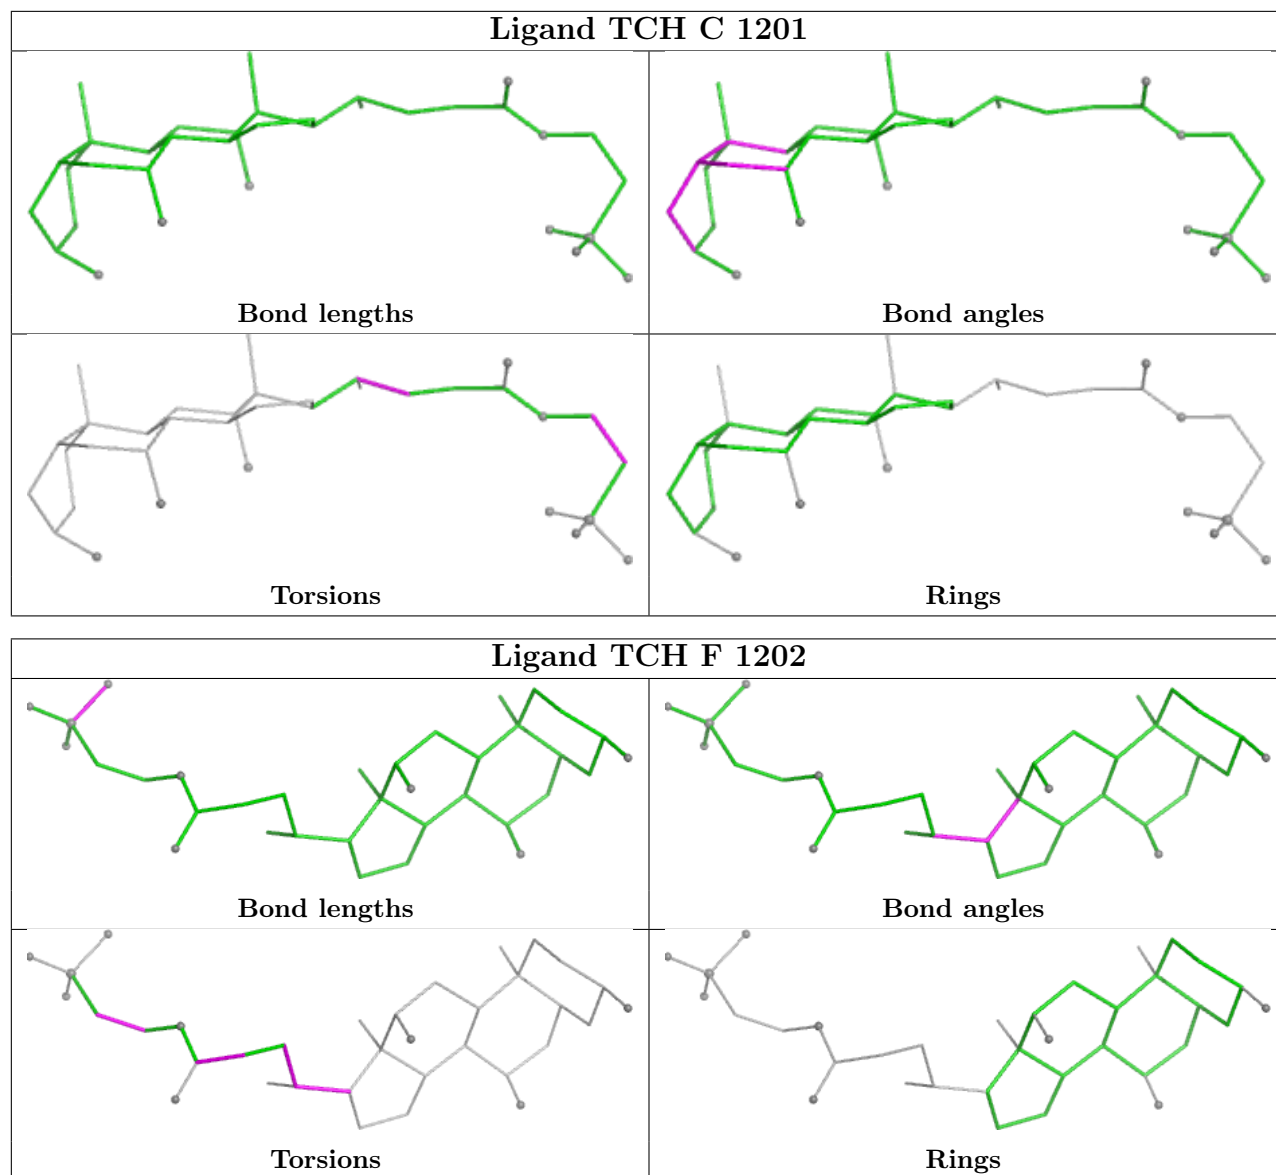 Ligand TCH C 1201
Bond lengths
Bond angles
Torsions
Rings
Ligand TCH F 1202
Bond lengths
Bond angles
Torsions
Rings